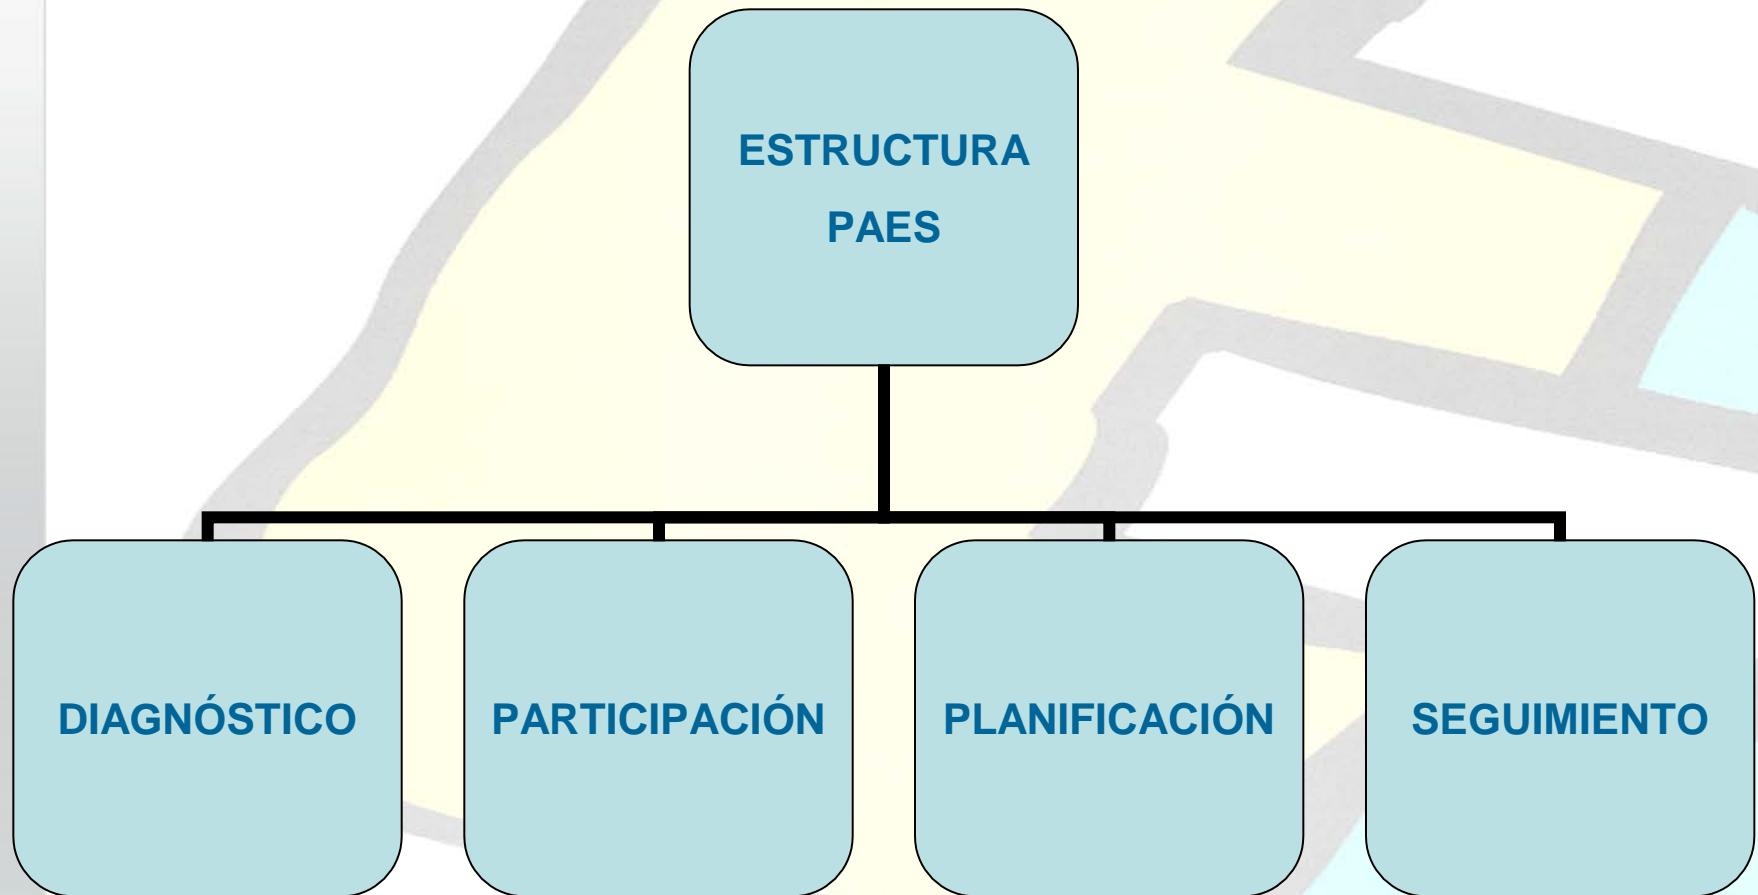 ESTRUCTURA
PAES
DIAGNÓSTICO
PARTICIPACIÓN
PLANIFICACIÓN
SEGUIMIENTO